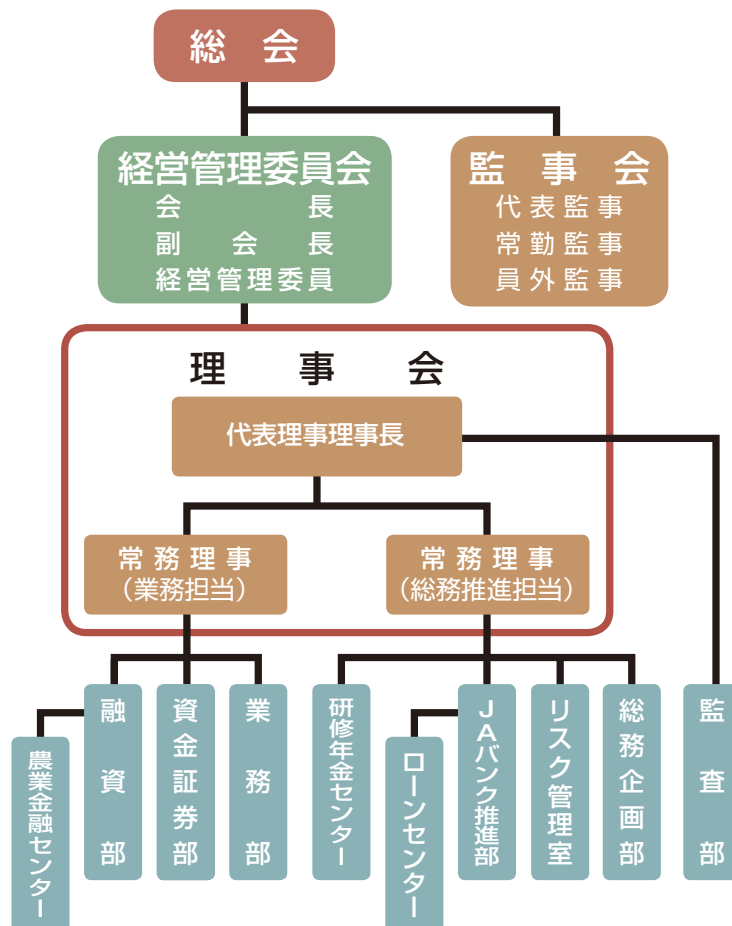 総会
経営管理委員会
会長
副会長
経営管理委員
監事会
代表監事
常勤監事
員外監事
理事会
代表理事理事長
常務理事
（業務担当）
常務理事
（総務推進担当）
農業金融センター
融資部
資金証券部
業務部
研修年金センター
ローンセンター
JAバンク推進部
リスク管理室
総務企画部
監査部